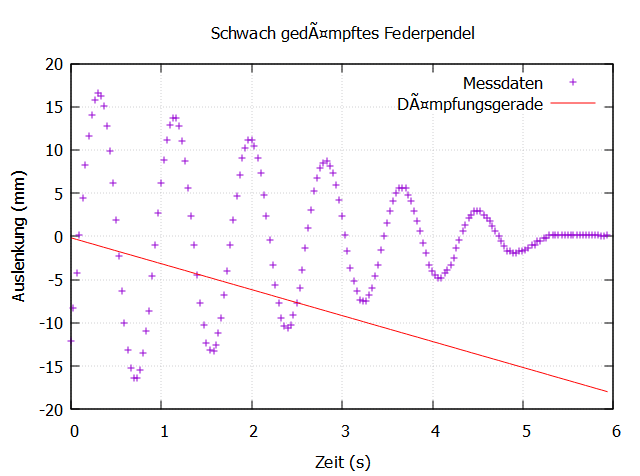 Schwach gedÃ¤mpftes Federpendel
20
15
10
5
0
-5
-10
-15
-20
Auslenkung (mm)
Messdaten
DÃ¤mpfungsgerade
0 1 2 3 4 5 6
Zeit (s)